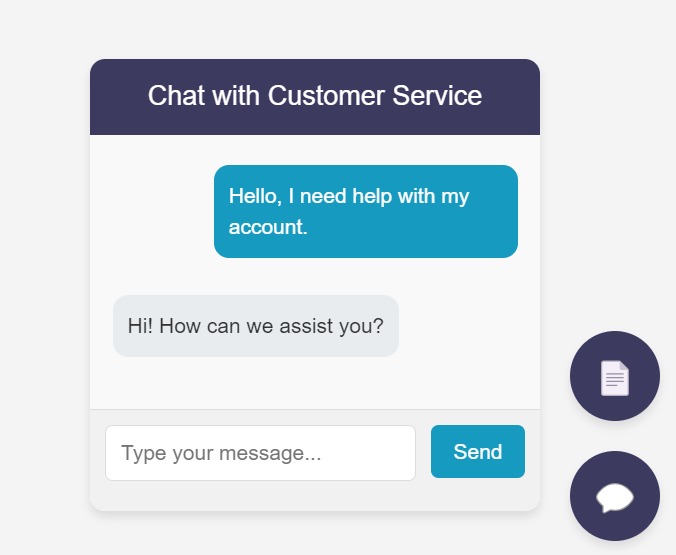 Chat with Customer Service
Hello, I need help with my
account.
Hi! How can we assist you?
Type your message...
Send